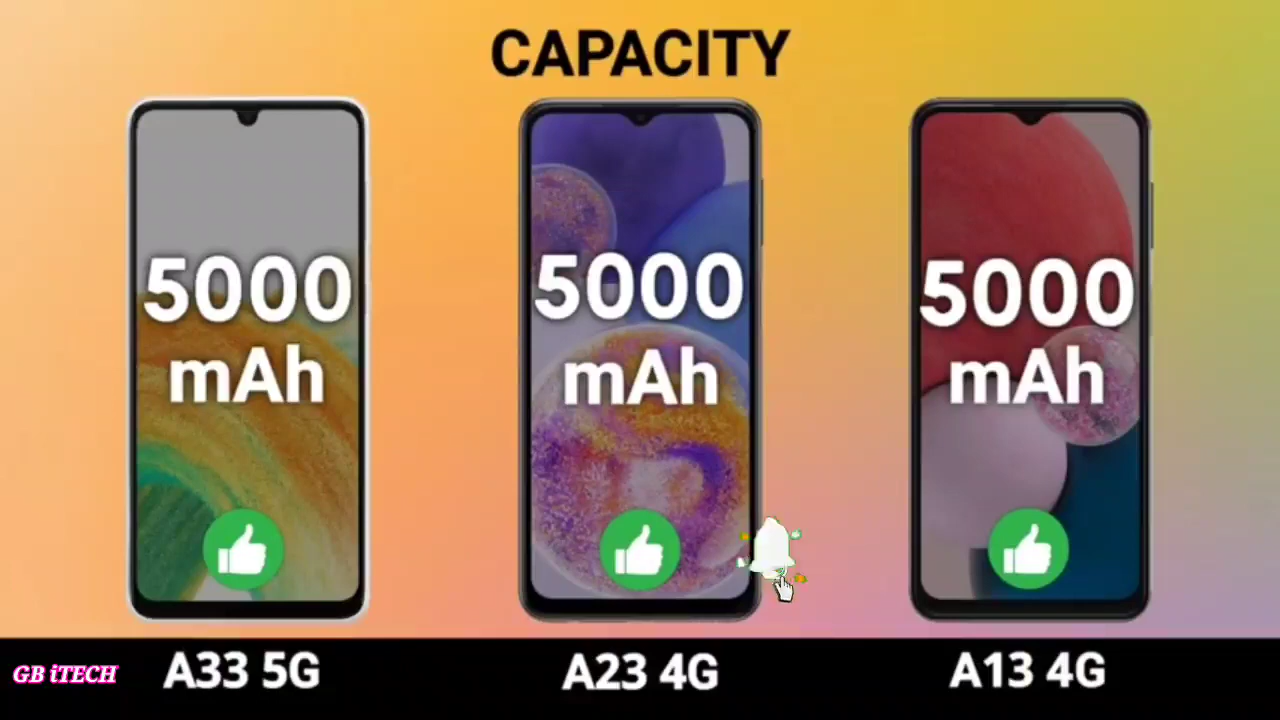 CAPACITY
5000
mAh
5000
mAh
5000
mAh
GB iTECH
A33 5G
A23 4G
A13 4G